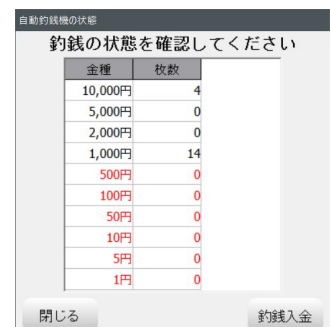 自動釣銭機の状態
釣銭の状態を確認してください
金種 枚数
10,000円 4
5,000円 0
2,000円 0
1,000円 14
500円 0
100円 0
50円 0
10円 0
5円 0
1円 0
閉じる 釣銭入金